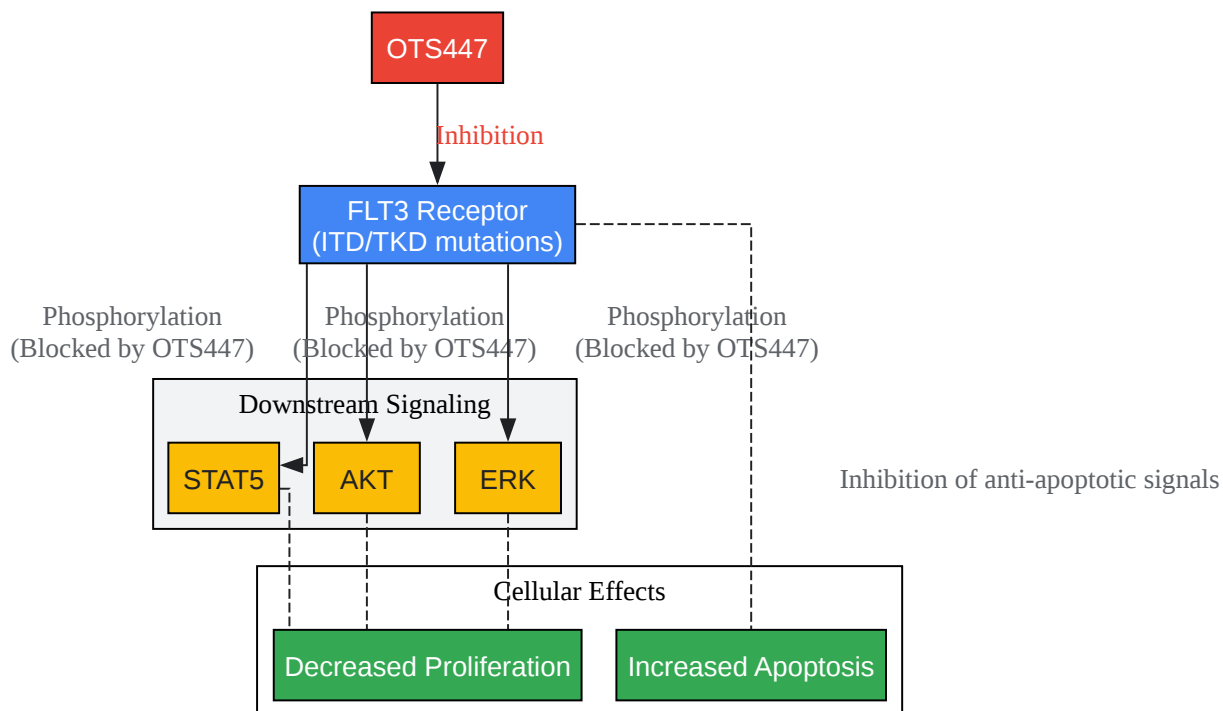 OTS447
Inhibition
FLT3 Receptor
(ITD/TKD mutations)
Phosphorylation
(Blocked by OTS447)
Phosphorylation
(Blocked by OTS447)
Phosphorylation
(Blocked by OTS447)
Downstream Signaling
STAT5
AKT
ERK
Inhibition of anti-apoptotic signals
Cellular Effects
Decreased Proliferation
Increased Apoptosis